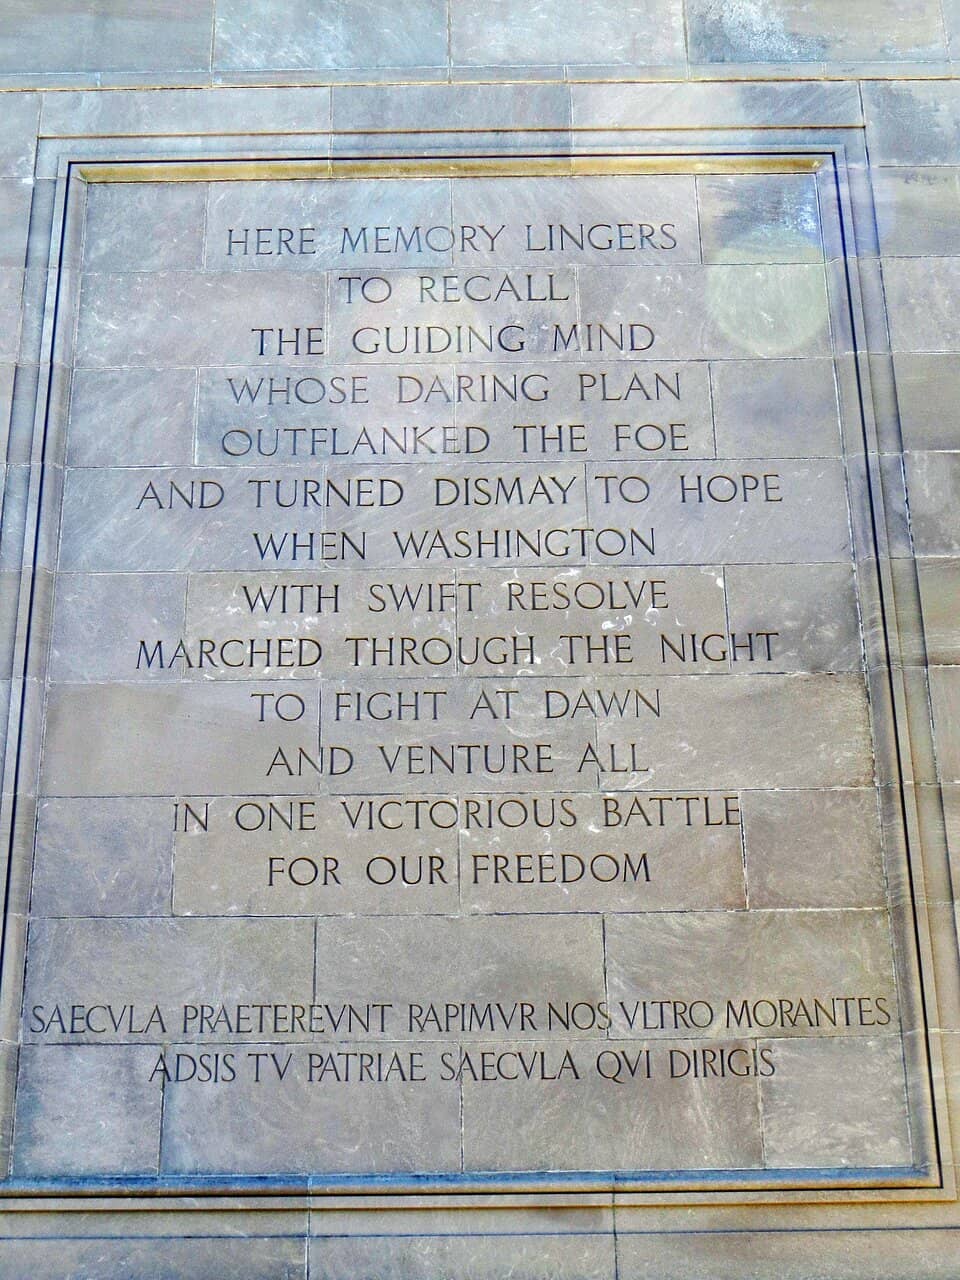 HERE MEMORY LINGERS
TO RECALL
THE GUIDING MIND
WHOSE DARING PLAN
OUTFLANKED THE FOE
AND TURNED DISMAY TO HOPE
WHEN WASHINGTON
WITH SWIFT RESOLVE
MARCHED THROUGH THE NIGHT
TO FIGHT AT DAWN
AND VENTURE ALL
IN ONE VICTORIOUS BATTLE
FOR OUR FREEDOM
SAECVLA PRAETEREVNT RAPIMVR NOS VLTRO MORANTES
ADSIS TV PATRIAE SAECVLA QVI DIRIGIS